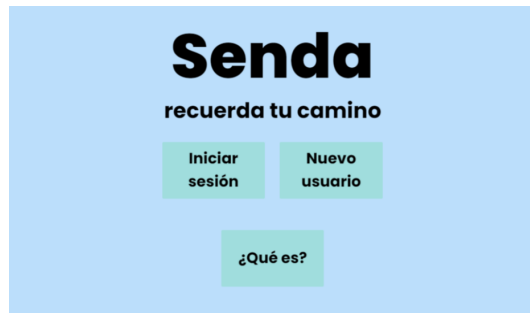 Senda
recuerda tu camino
Iniciar
sesión
Nuevo
usuario
¿Qué es?